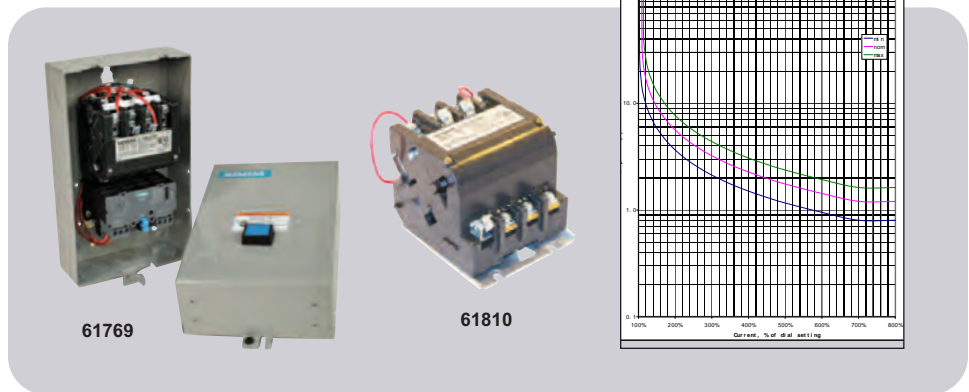 SIEMENS
61769
61810
min
nom
max
10.0
1.0
0.1
100% 200% 300% 400% 500% 600% 700% 800%
Current, % of dial setting